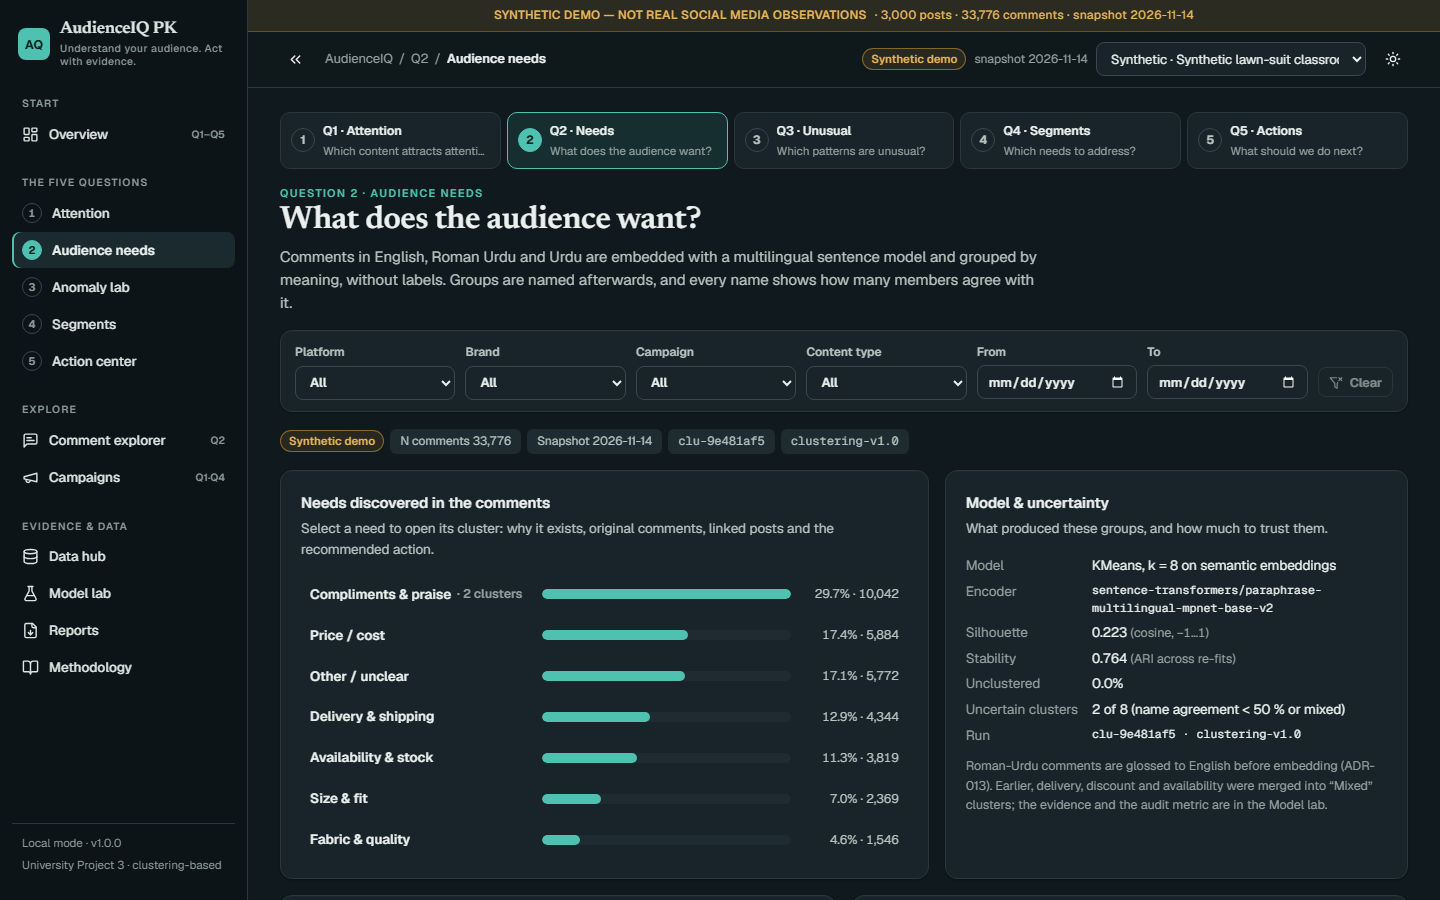 AQ
AudienceIQ PK
Understand your audience. Act
with evidence.
START
Overview Q1–Q5
THE FIVE QUESTIONS
1 Attention
2 Audience needs
3 Anomaly lab
4 Segments
5 Action center
EXPLORE
Comment explorer Q2
Campaigns Q1-Q4
EVIDENCE & DATA
Data hub
Model lab
Reports
Methodology
Local mode · v1.0.0
University Project 3 · clustering-based
SYNTHETIC DEMO — NOT REAL SOCIAL MEDIA OBSERVATIONS · 3,000 posts · 33,776 comments · snapshot 2026-11-14
AudienceIQ / Q2 / Audience needs
Synthetic demo snapshot 2026-11-14 Synthetic · Synthetic lawn-suit classroo
1 Q1 · Attention
Which content attracts attenti...
2 Q2 · Needs
What does the audience want?
3 Q3 · Unusual
Which patterns are unusual?
4 Q4 · Segments
Which needs to address?
5 Q5 · Actions
What should we do next?
QUESTION 2 · AUDIENCE NEEDS
What does the audience want?
Comments in English, Roman Urdu and Urdu are embedded with a multilingual sentence model and grouped by
meaning, without labels. Groups are named afterwards, and every name shows how many members agree with
it.
Platform Brand Campaign Content type From To
All All All All mm/dd/yyyy mm/dd/yyyy Clear
Synthetic demo N comments 33,776 Snapshot 2026-11-14 clu-9e481af5 clustering-v1.0
Needs discovered in the comments
Select a need to open its cluster: why it exists, original comments, linked posts and the
recommended action.
Compliments & praise · 2 clusters 29.7% · 10,042
Price / cost 17.4% · 5,884
Other / unclear 17.1% · 5,772
Delivery & shipping 12.9% · 4,344
Availability & stock 11.3% · 3,819
Size & fit 7.0% · 2,369
Fabric & quality 4.6% · 1,546
Model & uncertainty
What produced these groups, and how much to trust them.
Model KMeans, k = 8 on semantic embeddings
Encoder sentence-transformers/paraphrase-
multilingual-mpnet-base-v2
Silhouette 0.223 (cosine, −1…1)
Stability 0.764 (ARI across re-fits)
Unclustered 0.0%
Uncertain clusters 2 of 8 (name agreement < 50 % or mixed)
Run clu-9e481af5 · clustering-v1.0
Roman-Urdu comments are glossed to English before embedding (ADR-
013). Earlier, delivery, discount and availability were merged into “Mixed”
clusters; the evidence and the audit metric are in the Model lab.